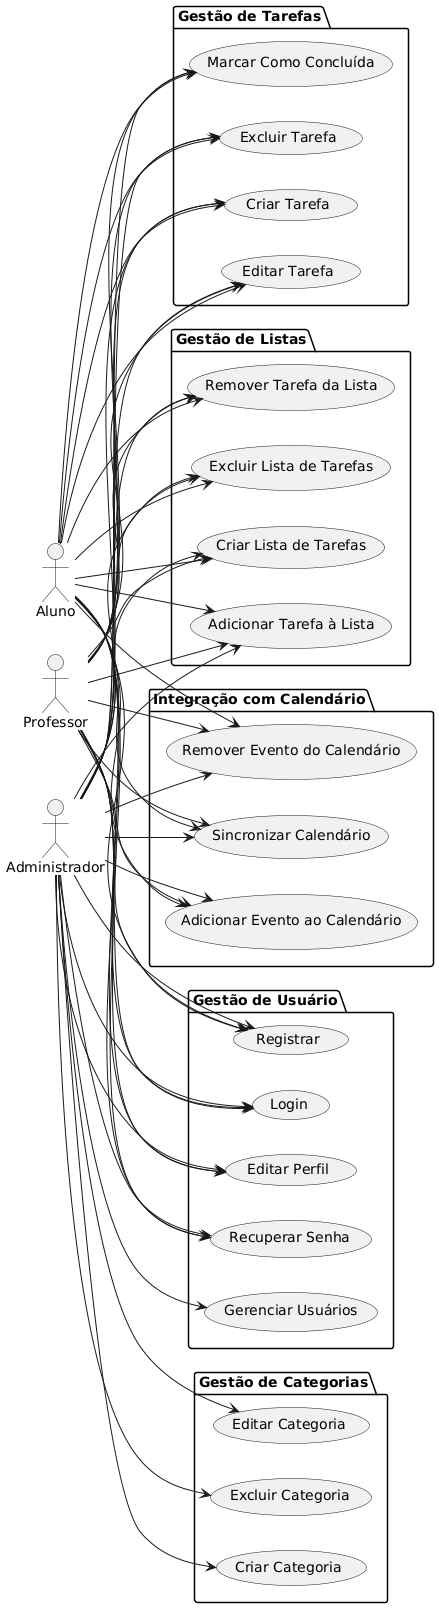 Gestão de Tarefas
Marcar Como Concluída
Excluir Tarefa
Criar Tarefa
Editar Tarefa
Gestão de Listas
Remover Tarefa da Lista
Excluir Lista de Tarefas
Criar Lista de Tarefas
Adicionar Tarefa à Lista
Aluno
Professor
Administrador
Integração com Calendário
Remover Evento do Calendário
Sincronizar Calendário
Adicionar Evento ao Calendário
Gestão de Usuário
Registrar
Login
Editar Perfil
Recuperar Senha
Gerenciar Usuários
Gestão de Categorias
Editar Categoria
Excluir Categoria
Criar Categoria